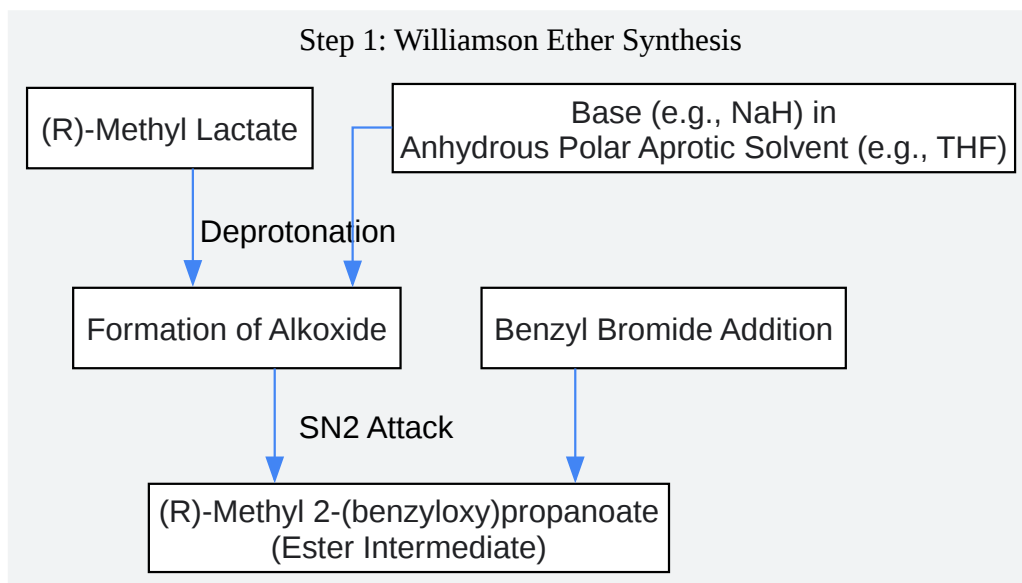 Step 1: Williamson Ether Synthesis
(R)-Methyl Lactate
Base (e.g., NaH) in
Anhydrous Polar Aprotic Solvent (e.g., THF)
Deprotonation
Formation of Alkoxide
Benzyl Bromide Addition
SN2 Attack
(R)-Methyl 2-(benzyloxy)propanoate
(Ester Intermediate)